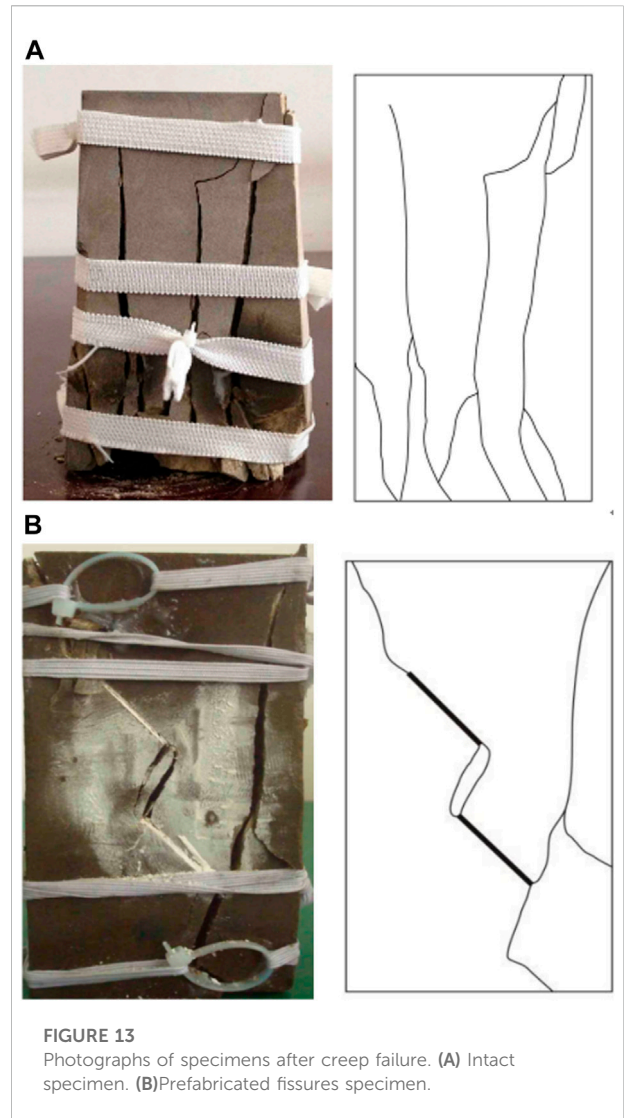 A
B
FIGURE 13
Photographs of specimens after creep failure. (A) Intact
specimen. (B)Prefabricated fissures specimen.